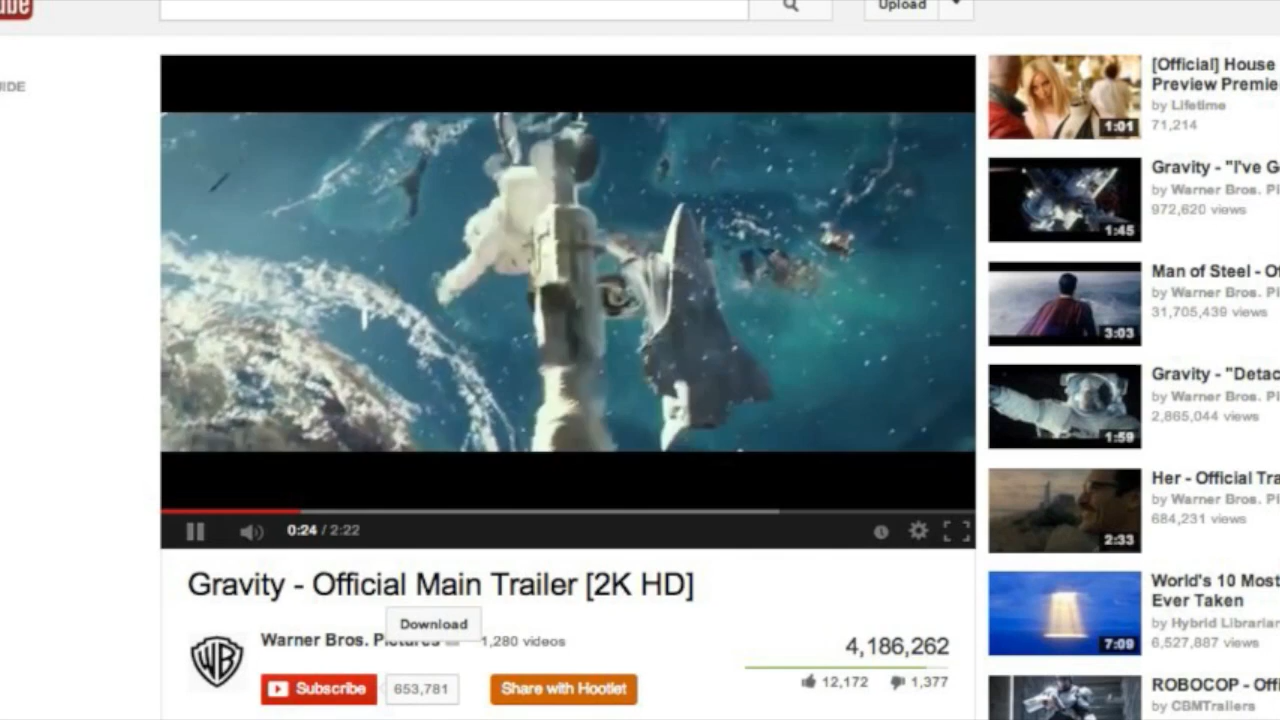 Upload
[Official] House
Preview Premie
by Lifetime
71,214
1:01
Gravity - "I've G
by Warner Bros. Pi
972,620 views
1:45
Man of Steel - Of
by Warner Bros. Pi
31,705,439 views
3:03
Gravity - "Detac
by Warner Bros. Pi
2,865,044 views
1:59
Her - Official Tra
by Warner Bros. Pi
684,231 views
2:33
World's 10 Most
Ever Taken
by Hybrid Librarian
6,527,887 views
7:09
ROBOCOP - Offi
by CBMTrailers
0:24 / 2:22
Gravity - Official Main Trailer [2K HD]
Download
Warner Bros. Pictures 1,280 videos
WB
4,186,262
Subscribe 653,781 Share with Hootlet
12,172 1,377